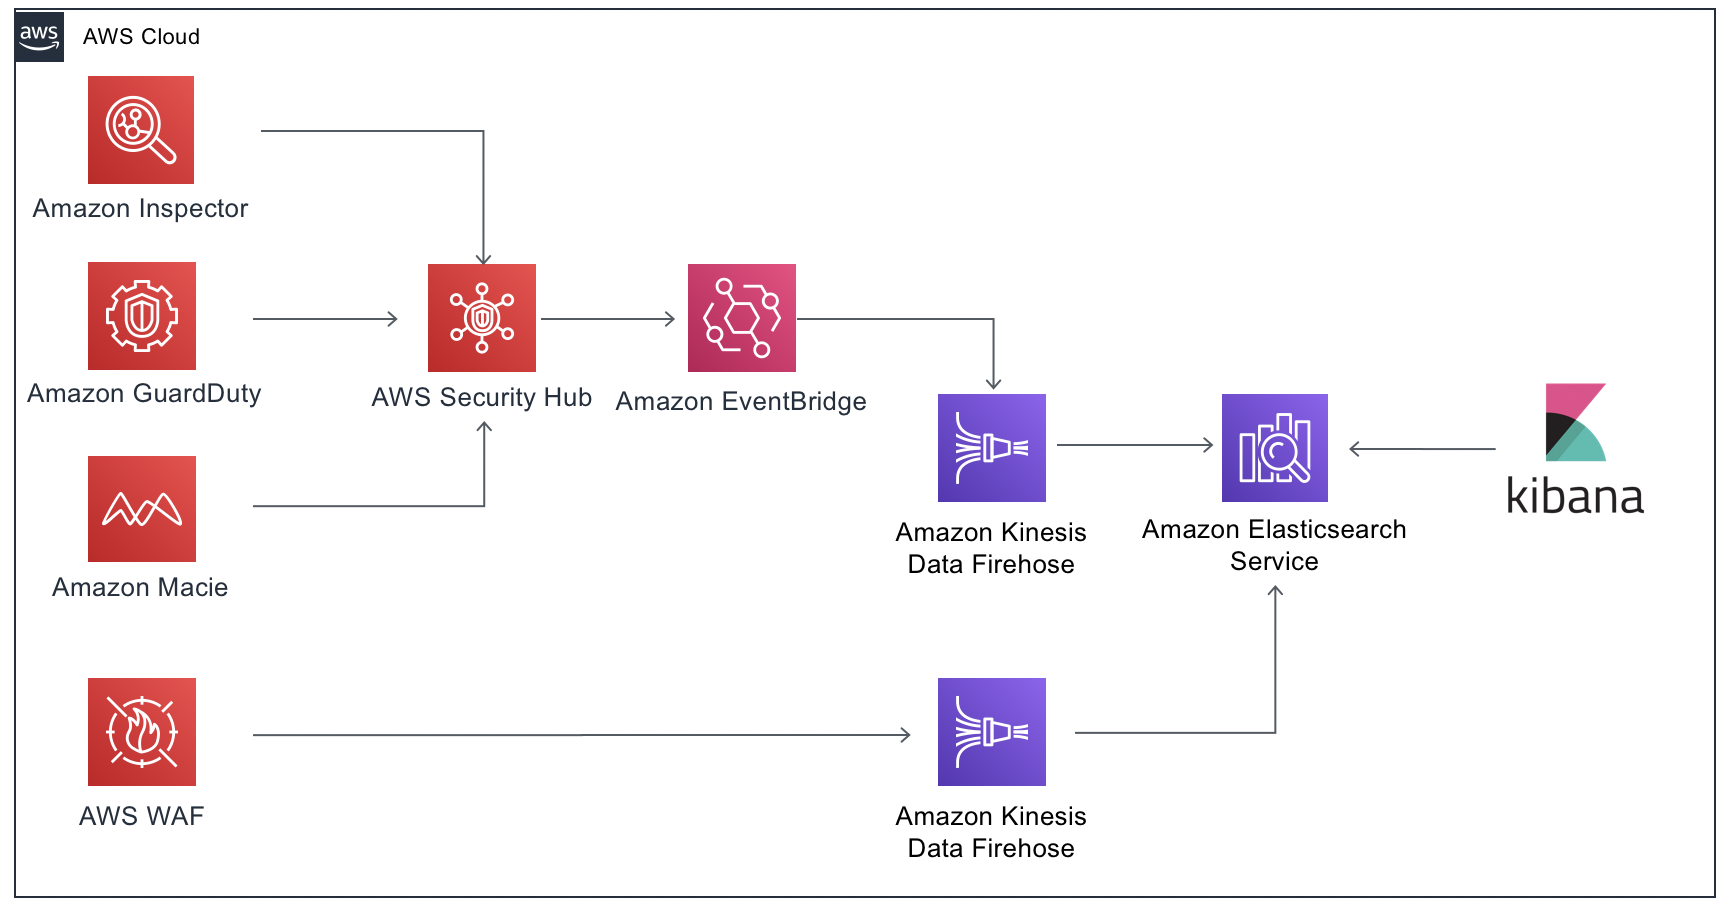 aws
AWS Cloud
Amazon Inspector
Amazon GuardDuty
AWS Security Hub
Amazon EventBridge
Amazon Macie
Amazon Kinesis
Data Firehose
Amazon Elasticsearch
Service
kibana
AWS WAF
Amazon Kinesis
Data Firehose